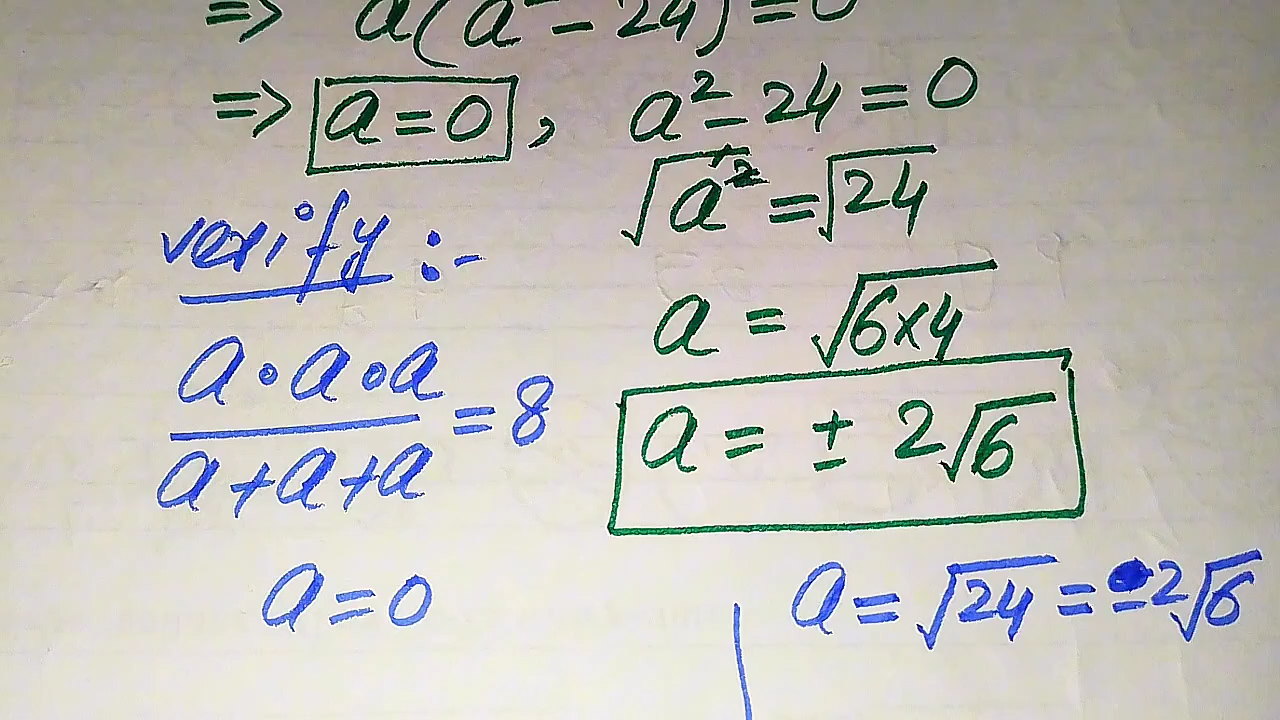 => a(a²-24)=0
=> a=0, a²-24=0
√a² = √24
verify :-
a = √6×4
a•a•a/a+a+a = 8
a = ± 2√6
a=0
a=√24=±2√6